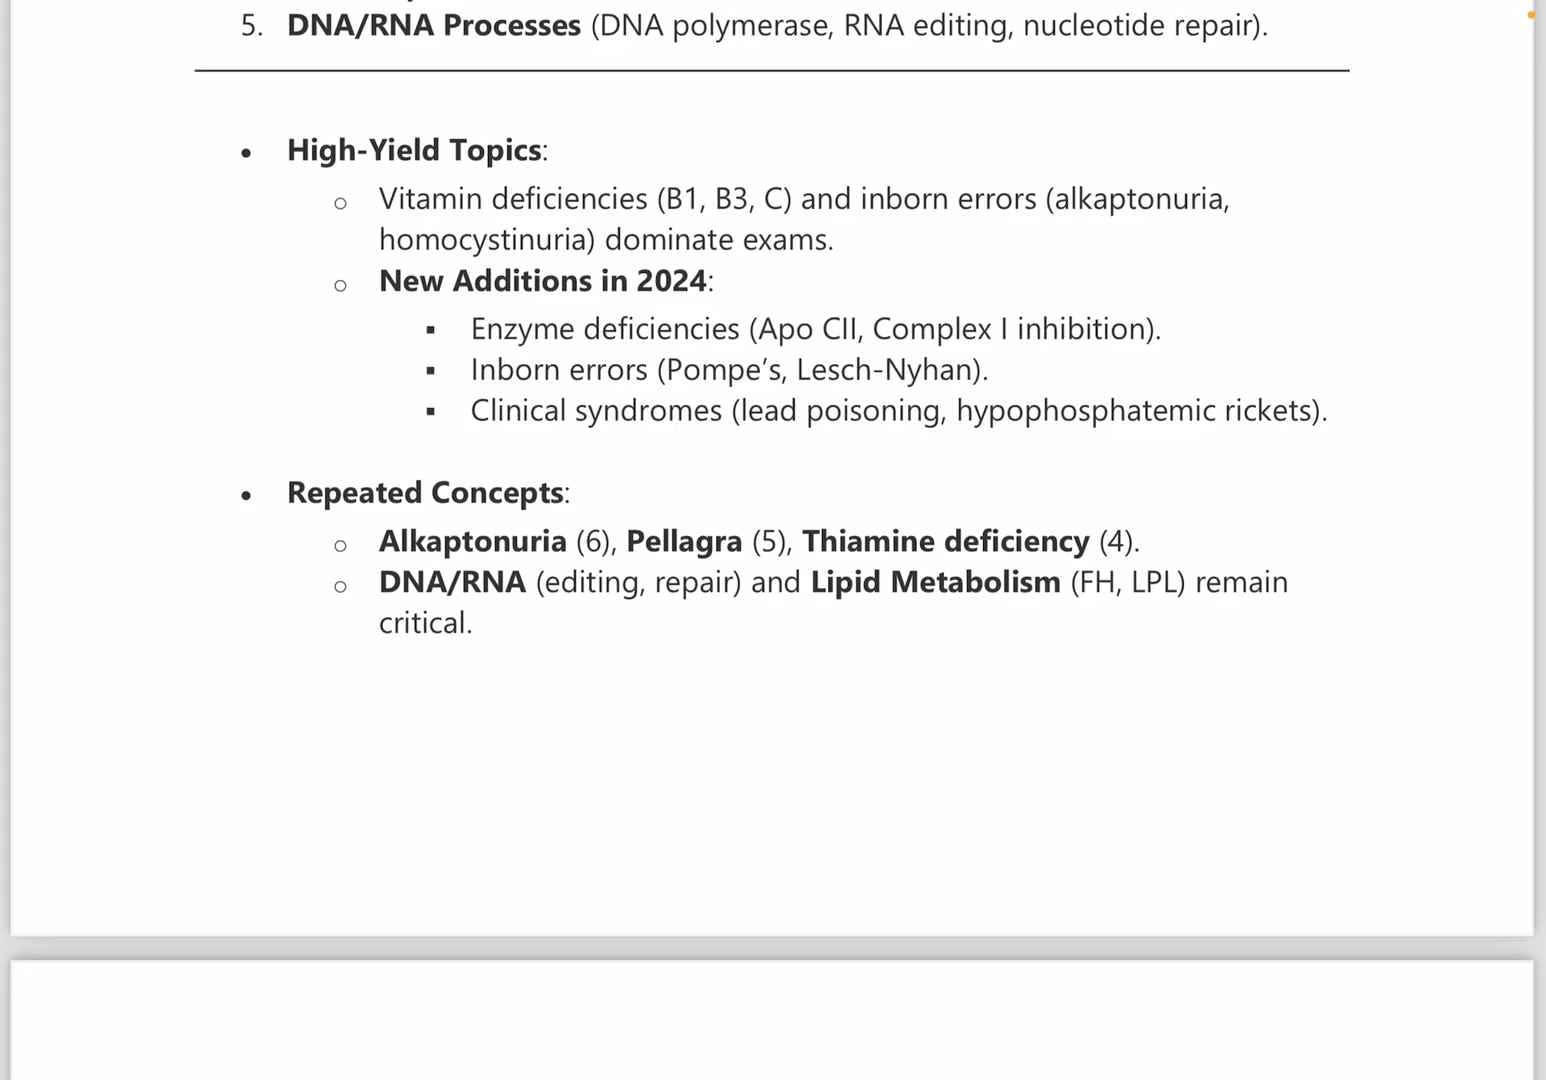 5. DNA/RNA Processes (DNA polymerase, RNA editing, nucleotide repair).
• High-Yield Topics:
○ Vitamin deficiencies (B1, B3, C) and inborn errors (alkaptonuria,
homocystinuria) dominate exams.
○ New Additions in 2024:
▪ Enzyme deficiencies (Apo CII, Complex I inhibition).
▪ Inborn errors (Pompe’s, Lesch-Nyhan).
▪ Clinical syndromes (lead poisoning, hypophosphatemic rickets).
• Repeated Concepts:
○ Alkaptonuria (6), Pellagra (5), Thiamine deficiency (4).
○ DNA/RNA (editing, repair) and Lipid Metabolism (FH, LPL) remain
critical.